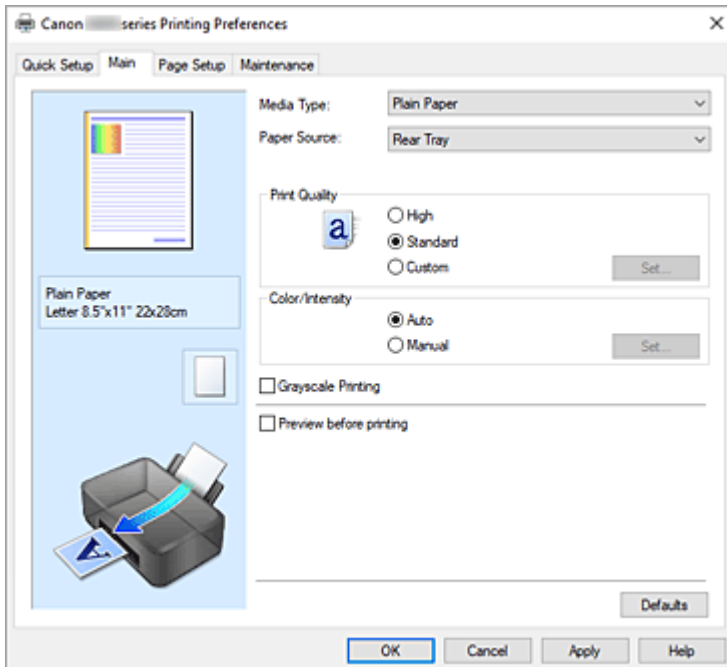 Canon series Printing Preferences
Quick Setup Main Page Setup Maintenance
Media Type: Plain Paper
Paper Source: Rear Tray
Print Quality
a
High
Standard
Custom Set...
Plain Paper
Letter 8.5"x11" 22x28cm
Color/Intensity
Auto
Manual Set...
Grayscale Printing
Preview before printing
A
Defaults
OK Cancel Apply Help